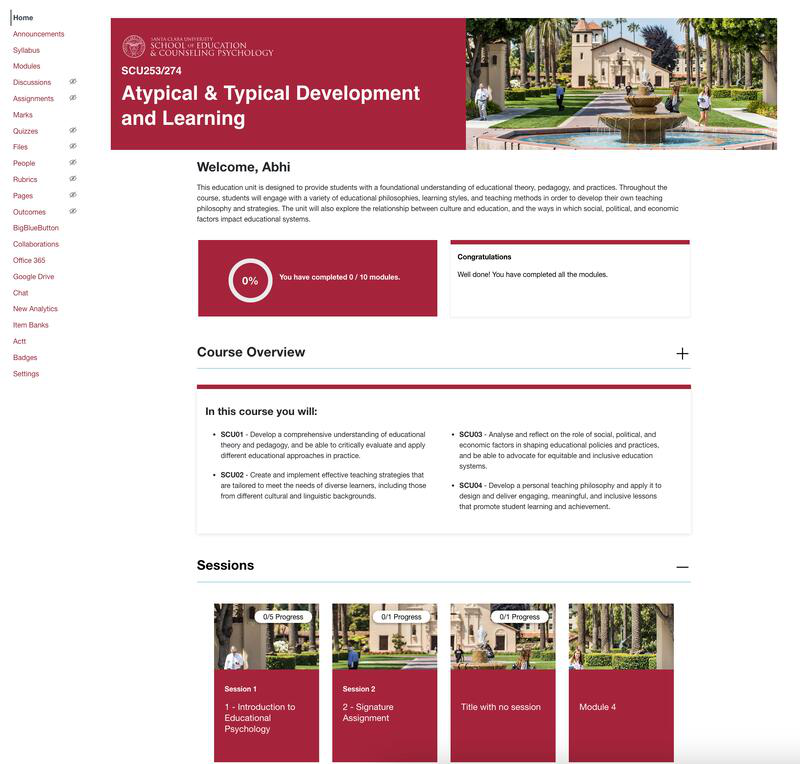 Home
Announcements
Syllabus
Modules
Discussions
Assignments
Marks
Quizzes
Files
People
Rubrics
Pages
Outcomes
BigBlueButton
Collaborations
Office 365
Google Drive
Chat
New Analytics
Item Banks
Actt
Badges
Settings
SANTA CLARA UNIVERSITY
SCHOOL OF EDUCATION
& COUNSELING PSYCHOLOGY
SCU253/274
Atypical & Typical Development
and Learning
Welcome, Abhi
This education unit is designed to provide students with a foundational understanding of educational theory, pedagogy, and practices. Throughout the
course, students will engage with a variety of educational philosophies, learning styles, and teaching methods in order to develop their own teaching
philosophy and strategies. The unit will also explore the relationship between culture and education, and the ways in which social, political, and economic
factors impact educational systems.
0%
You have completed 0 / 10 modules.
Congratulations
Well done! You have completed all the modules.
Course Overview
In this course you will:
• SCU01 - Develop a comprehensive understanding of educational
theory and pedagogy, and be able to critically evaluate and apply
different educational approaches in practice.
• SCU02 - Create and implement effective teaching strategies that
are tailored to meet the needs of diverse learners, including those
from different cultural and linguistic backgrounds.
• SCU03 - Analyse and reflect on the role of social, political, and
economic factors in shaping educational policies and practices,
and be able to advocate for equitable and inclusive education
systems.
• SCU04 - Develop a personal teaching philosophy and apply it to
design and deliver engaging, meaningful, and inclusive lessons
that promote student learning and achievement.
Sessions
0/5 Progress
Session 1
1 - Introduction to
Educational
Psychology
0/1 Progress
Session 2
2 - Signature
Assignment
0/1 Progress
Title with no session
Module 4